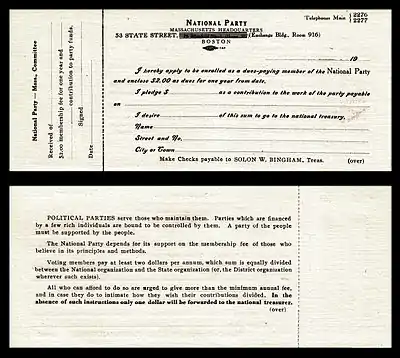 National Party — Mass. Committee
Received of
$3.00 membership fee for one year and
contribution to party funds.
Signed
Date
NATIONAL PARTY
MASSACHUSETTS HEADQUARTERS
53 STATE STREET, (Exchange Bldg., Room 916)
BOSTON
Telephones Main { 2276
2277
19
I hereby apply to be enrolled as a dues-paying member of the National Party
and enclose $2.00 as dues for one year from date.
I pledge $ as a contribution to the work of the party payable
on
I desire of this sum to go to the national treasury,
Name
Street and No.
City or Town
Make Checks payable to SOLON W. BINGHAM, Treas. (over)
POLITICAL PARTIES serve those who maintain them. Parties which are financed
by a few rich individuals are bound to be controlled by them. A party of the people
must be supported by the people.
The National Party depends for its support on the membership fee of those who
believe in its principles and methods.
Voting members pay at least two dollars per annum, which sum is equally divided
between the National organization and the State organization (or, the District organization
wherever such exists).
All who can afford to do so are urged to give more than the minimum annual fee,
and in case they do to intimate how they wish their contributions divided. In the
absence of such instructions only one dollar will be forwarded to the national treasurer.
(over)